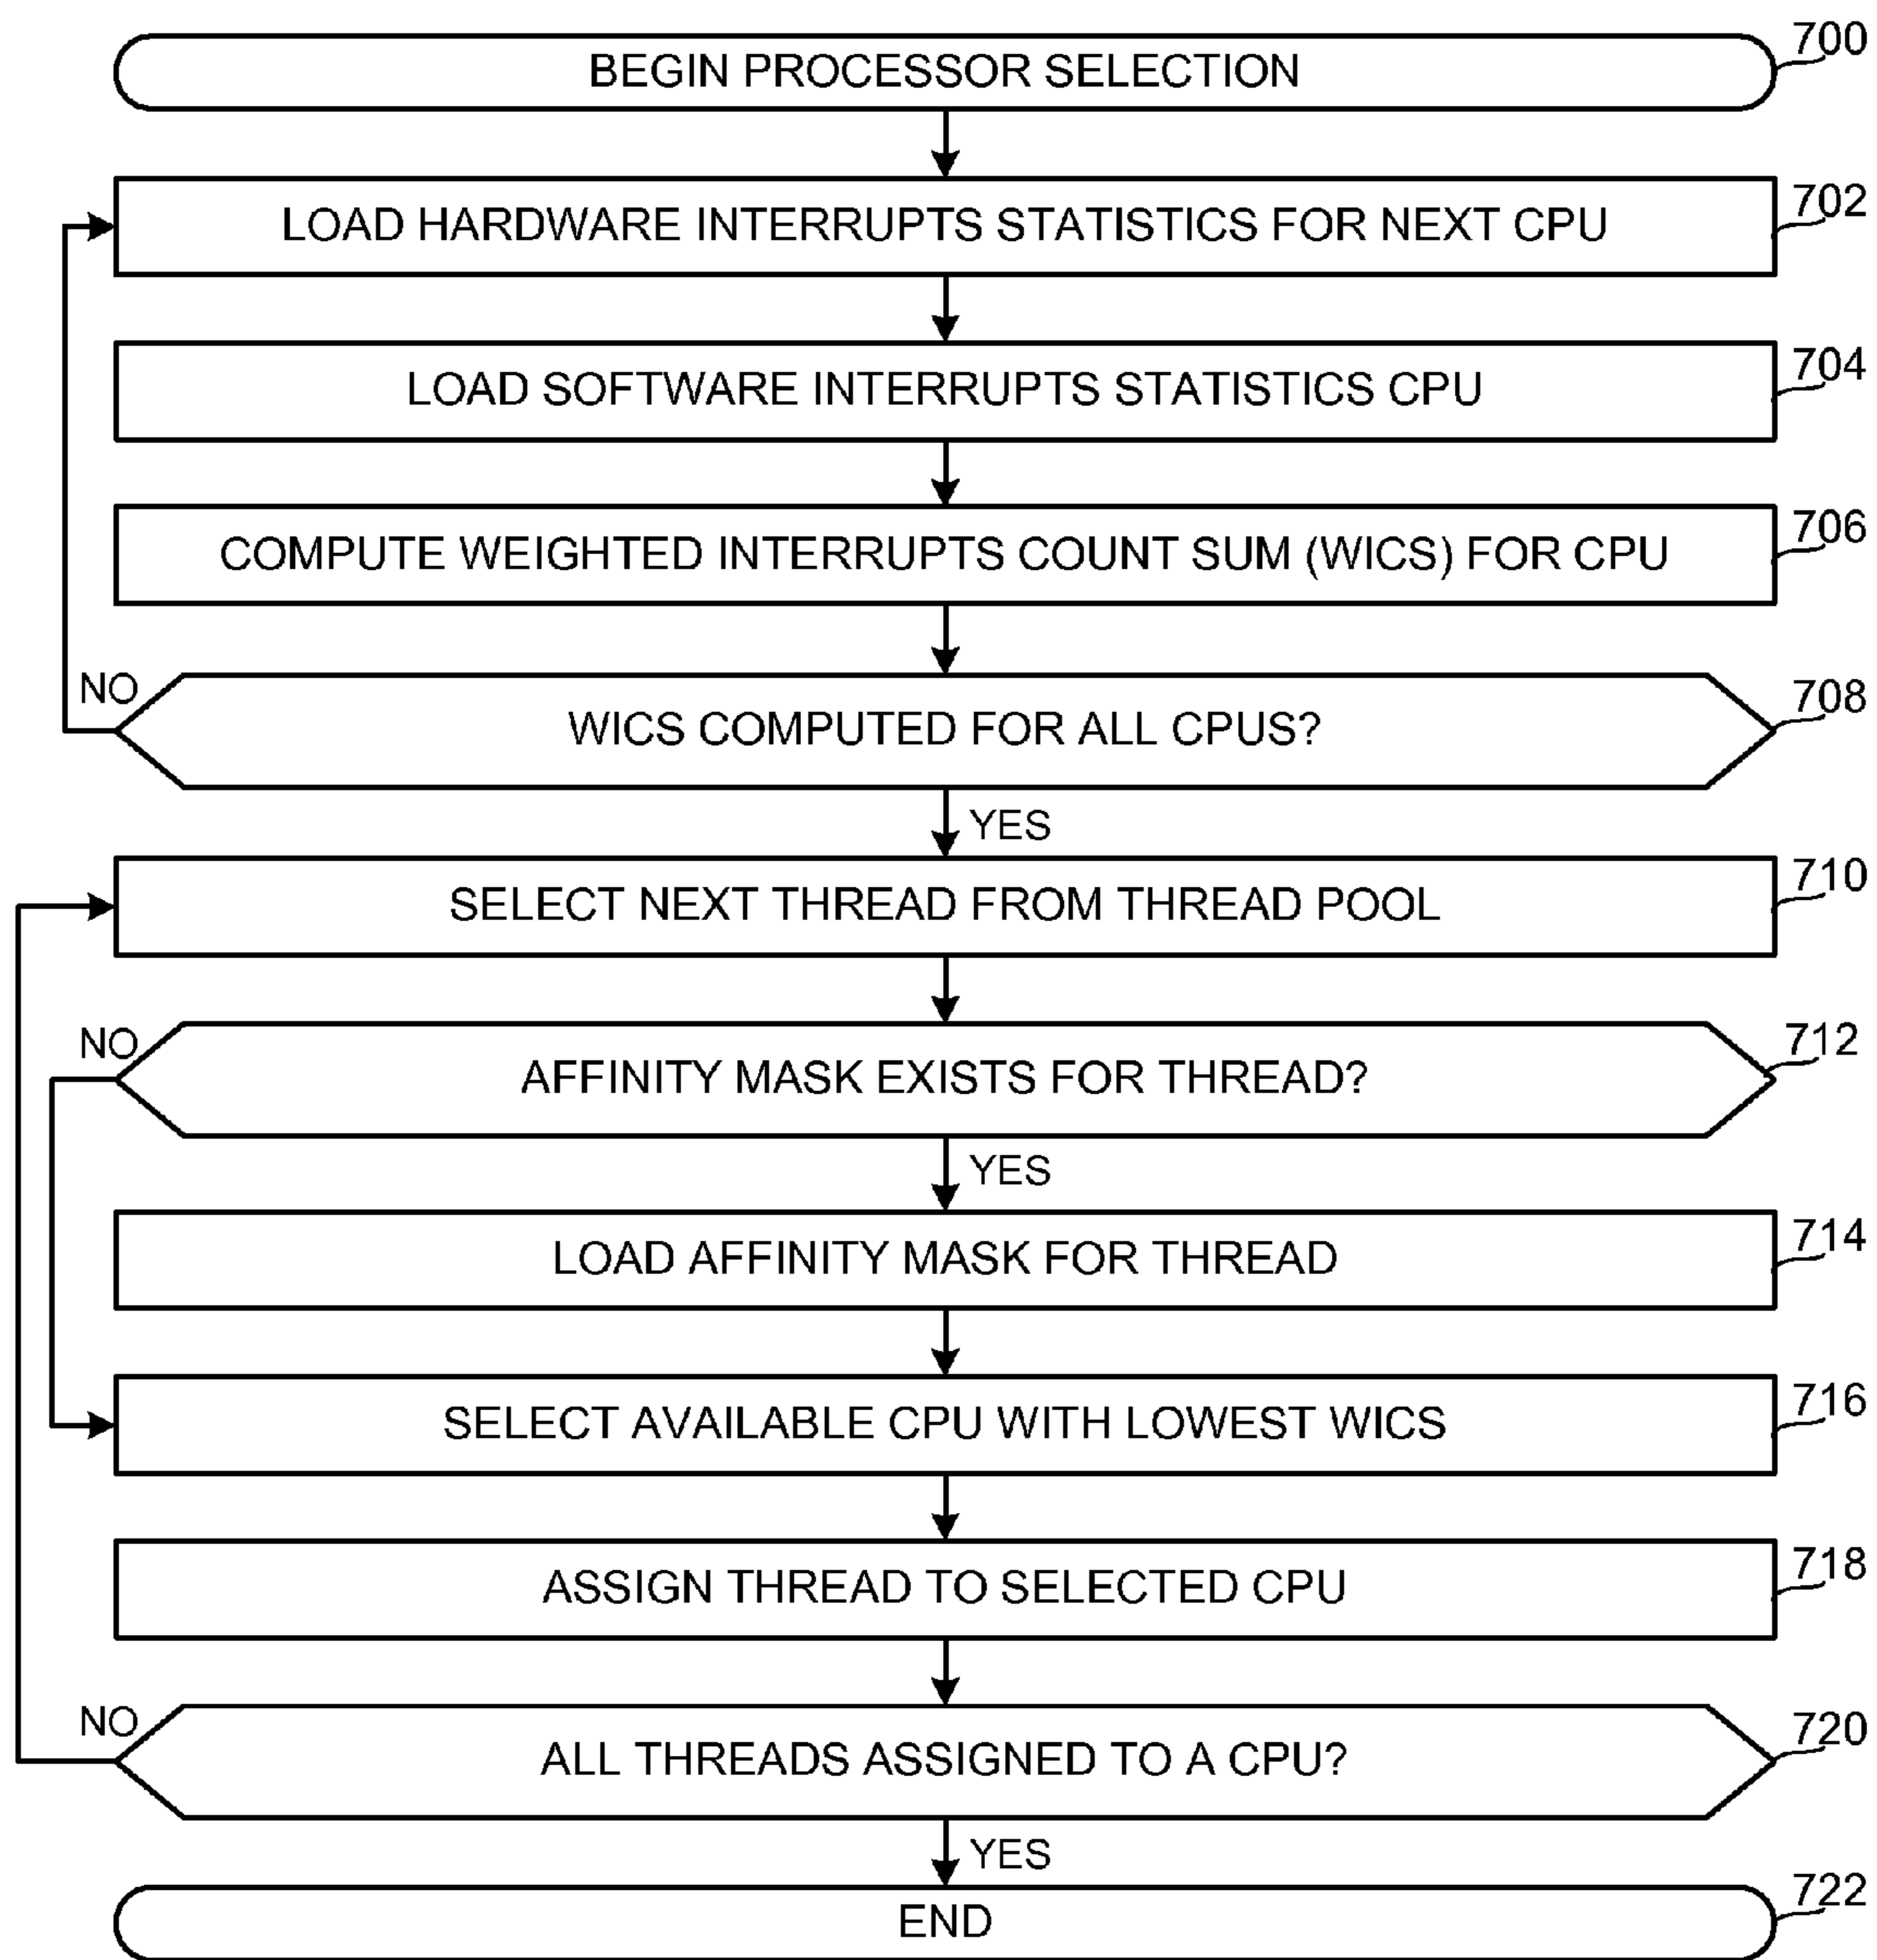 BEGIN PROCESSOR SELECTION
700
LOAD HARDWARE INTERRUPTS STATISTICS FOR NEXT CPU
702
LOAD SOFTWARE INTERRUPTS STATISTICS CPU
704
COMPUTE WEIGHTED INTERRUPTS COUNT SUM (WICS) FOR CPU
706
NO
WICS COMPUTED FOR ALL CPUS?
708
YES
SELECT NEXT THREAD FROM THREAD POOL
710
NO
AFFINITY MASK EXISTS FOR THREAD?
712
YES
LOAD AFFINITY MASK FOR THREAD
714
SELECT AVAILABLE CPU WITH LOWEST WICS
716
ASSIGN THREAD TO SELECTED CPU
718
NO
ALL THREADS ASSIGNED TO A CPU?
720
YES
END
722